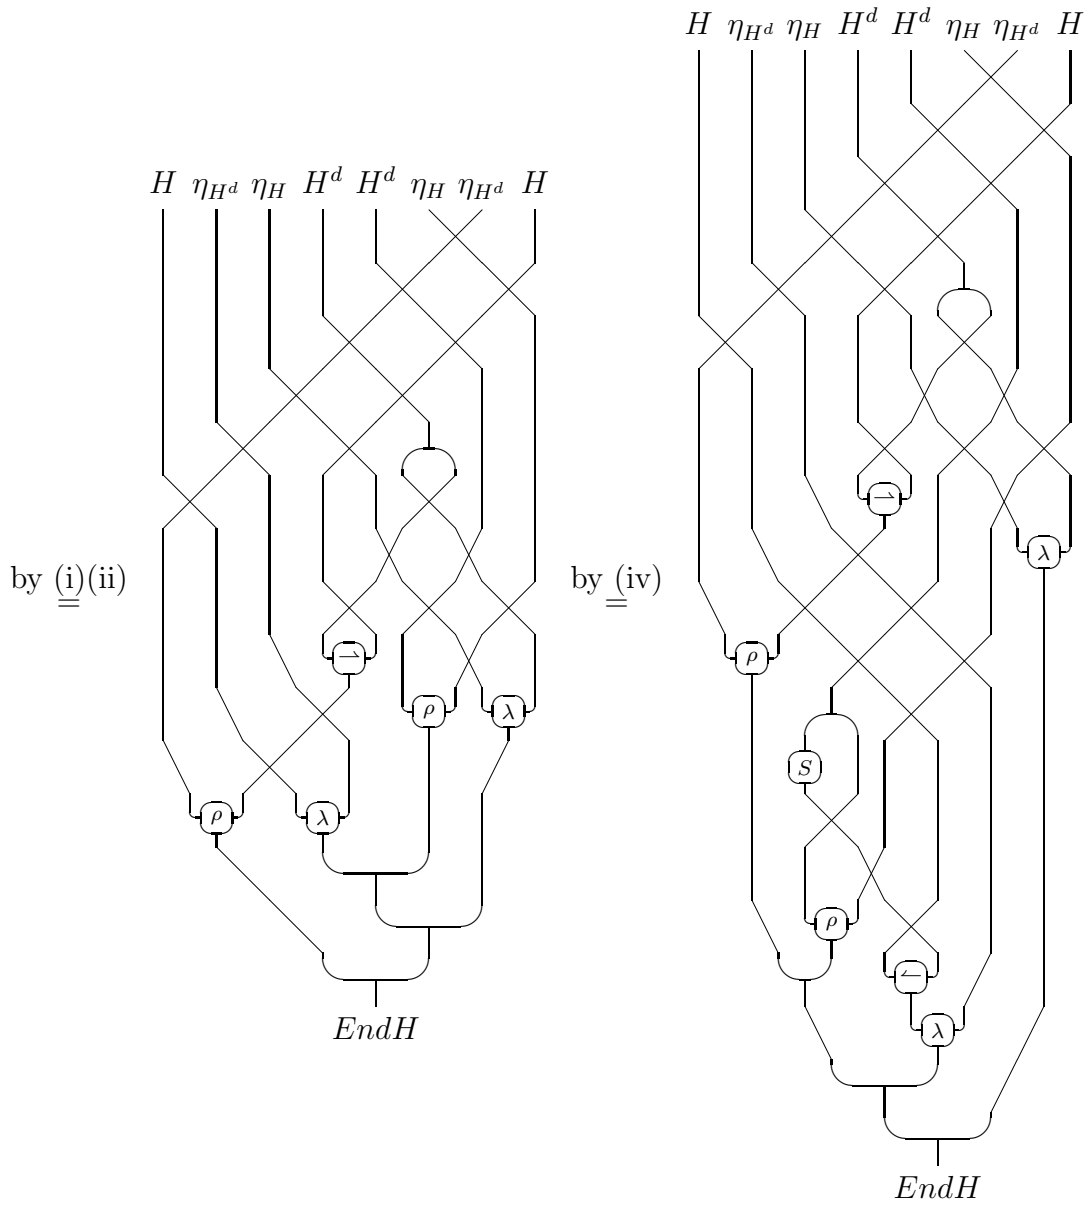 H η_{H^d} η_H H^d H^d η_H η_{H^d} H
H η_{H^d} η_H H^d H^d η_H η_{H^d} H
⇀
λ
by (i)(ii)
=
by (iv)
=
⇀
ρ
ρ
λ
S
ρ
λ
ρ
↼
λ
EndH
EndH